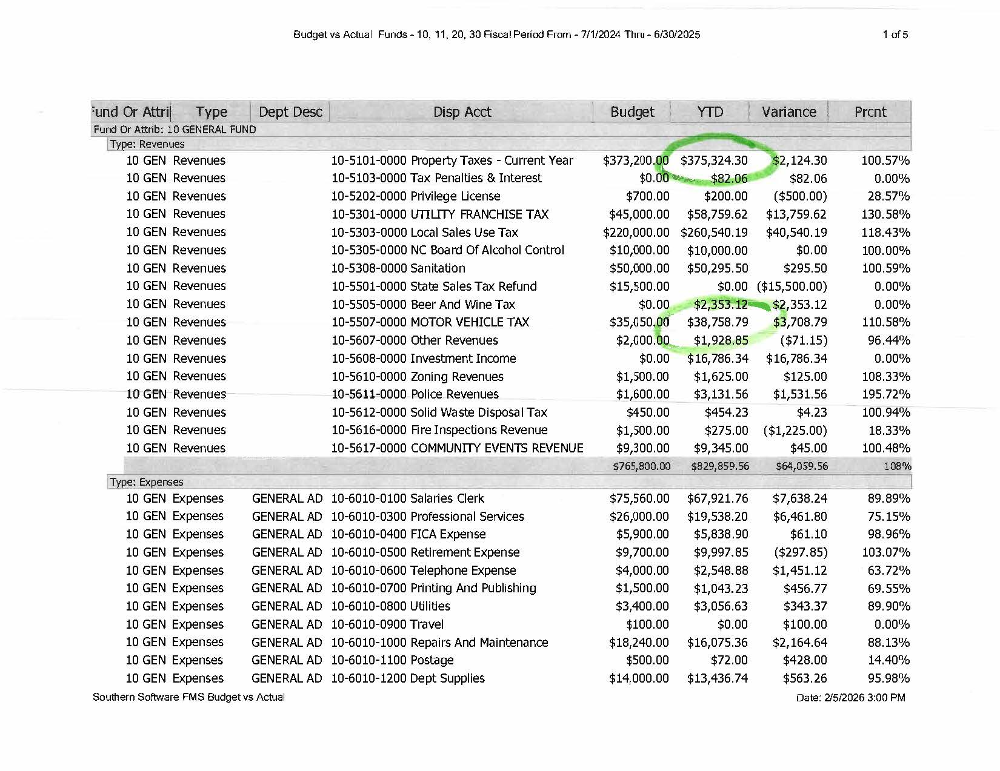 Budget vs Actual Funds - 10, 11, 20, 30 Fiscal Period From - 7/1/2024 Thru - 6/30/2025 1 of 5
Fund Or Attri Type Dept Desc Disp Acct Budget YTD Variance Prcnt
Fund Or Attrib: 10 GENERAL FUND
Type: Revenues
10 GEN Revenues 10-5101-0000 Property Taxes - Current Year $373,200.00 $375,324.30 $2,124.30 100.57%
10 GEN Revenues 10-5103-0000 Tax Penalties & Interest $0.00 $82.06 $82.06 0.00%
10 GEN Revenues 10-5202-0000 Privilege License $700.00 $200.00 ($500.00) 28.57%
10 GEN Revenues 10-5301-0000 UTILITY FRANCHISE TAX $45,000.00 $58,759.62 $13,759.62 130.58%
10 GEN Revenues 10-5303-0000 Local Sales Use Tax $220,000.00 $260,540.19 $40,540.19 118.43%
10 GEN Revenues 10-5305-0000 NC Board Of Alcohol Control $10,000.00 $10,000.00 $0.00 100.00%
10 GEN Revenues 10-5308-0000 Sanitation $50,000.00 $50,295.50 $295.50 100.59%
10 GEN Revenues 10-5501-0000 State Sales Tax Refund $15,500.00 $0.00 ($15,500.00) 0.00%
10 GEN Revenues 10-5505-0000 Beer And Wine Tax $0.00 $2,353.12 $2,353.12 0.00%
10 GEN Revenues 10-5507-0000 MOTOR VEHICLE TAX $35,050.00 $38,758.79 $3,708.79 110.58%
10 GEN Revenues 10-5607-0000 Other Revenues $2,000.00 $1,928.85 ($71.15) 96.44%
10 GEN Revenues 10-5608-0000 Investment Income $0.00 $16,786.34 $16,786.34 0.00%
10 GEN Revenues 10-5610-0000 Zoning Revenues $1,500.00 $1,625.00 $125.00 108.33%
10 GEN Revenues 10-5611-0000 Police Revenues $1,600.00 $3,131.56 $1,531.56 195.72%
10 GEN Revenues 10-5612-0000 Solid Waste Disposal Tax $450.00 $454.23 $4.23 100.94%
10 GEN Revenues 10-5616-0000 Fire Inspections Revenue $1,500.00 $275.00 ($1,225.00) 18.33%
10 GEN Revenues 10-5617-0000 COMMUNITY EVENTS REVENUE $9,300.00 $9,345.00 $45.00 100.48%
$765,800.00 $829,859.56 $64,059.56 108%
Type: Expenses
10 GEN Expenses GENERAL AD 10-6010-0100 Salaries Clerk $75,560.00 $67,921.76 $7,638.24 89.89%
10 GEN Expenses GENERAL AD 10-6010-0300 Professional Services $26,000.00 $19,538.20 $6,461.80 75.15%
10 GEN Expenses GENERAL AD 10-6010-0400 FICA Expense $5,900.00 $5,838.90 $61.10 98.96%
10 GEN Expenses GENERAL AD 10-6010-0500 Retirement Expense $9,700.00 $9,997.85 ($297.85) 103.07%
10 GEN Expenses GENERAL AD 10-6010-0600 Telephone Expense $4,000.00 $2,548.88 $1,451.12 63.72%
10 GEN Expenses GENERAL AD 10-6010-0700 Printing And Publishing $1,500.00 $1,043.23 $456.77 69.55%
10 GEN Expenses GENERAL AD 10-6010-0800 Utilities $3,400.00 $3,056.63 $343.37 89.90%
10 GEN Expenses GENERAL AD 10-6010-0900 Travel $100.00 $0.00 $100.00 0.00%
10 GEN Expenses GENERAL AD 10-6010-1000 Repairs And Maintenance $18,240.00 $16,075.36 $2,164.64 88.13%
10 GEN Expenses GENERAL AD 10-6010-1100 Postage $500.00 $72.00 $428.00 14.40%
10 GEN Expenses GENERAL AD 10-6010-1200 Dept Supplies $14,000.00 $13,436.74 $563.26 95.98%
Southern Software FMS Budget vs Actual Date: 2/5/2026 3:00 PM